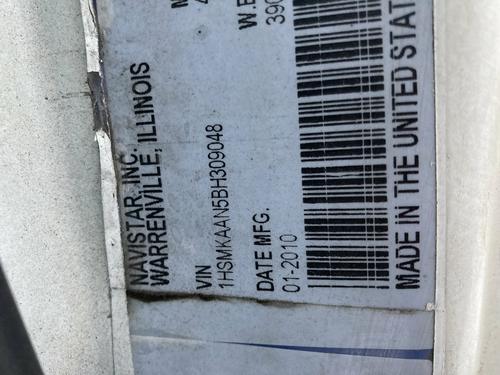 NAVISTAR, INC.
WARRENVILLE, ILLINOIS
VIN
1HSMKAAN5BH309048
DATE MFG.
01-2010
W.B
390
MADE IN THE UNITED STAT